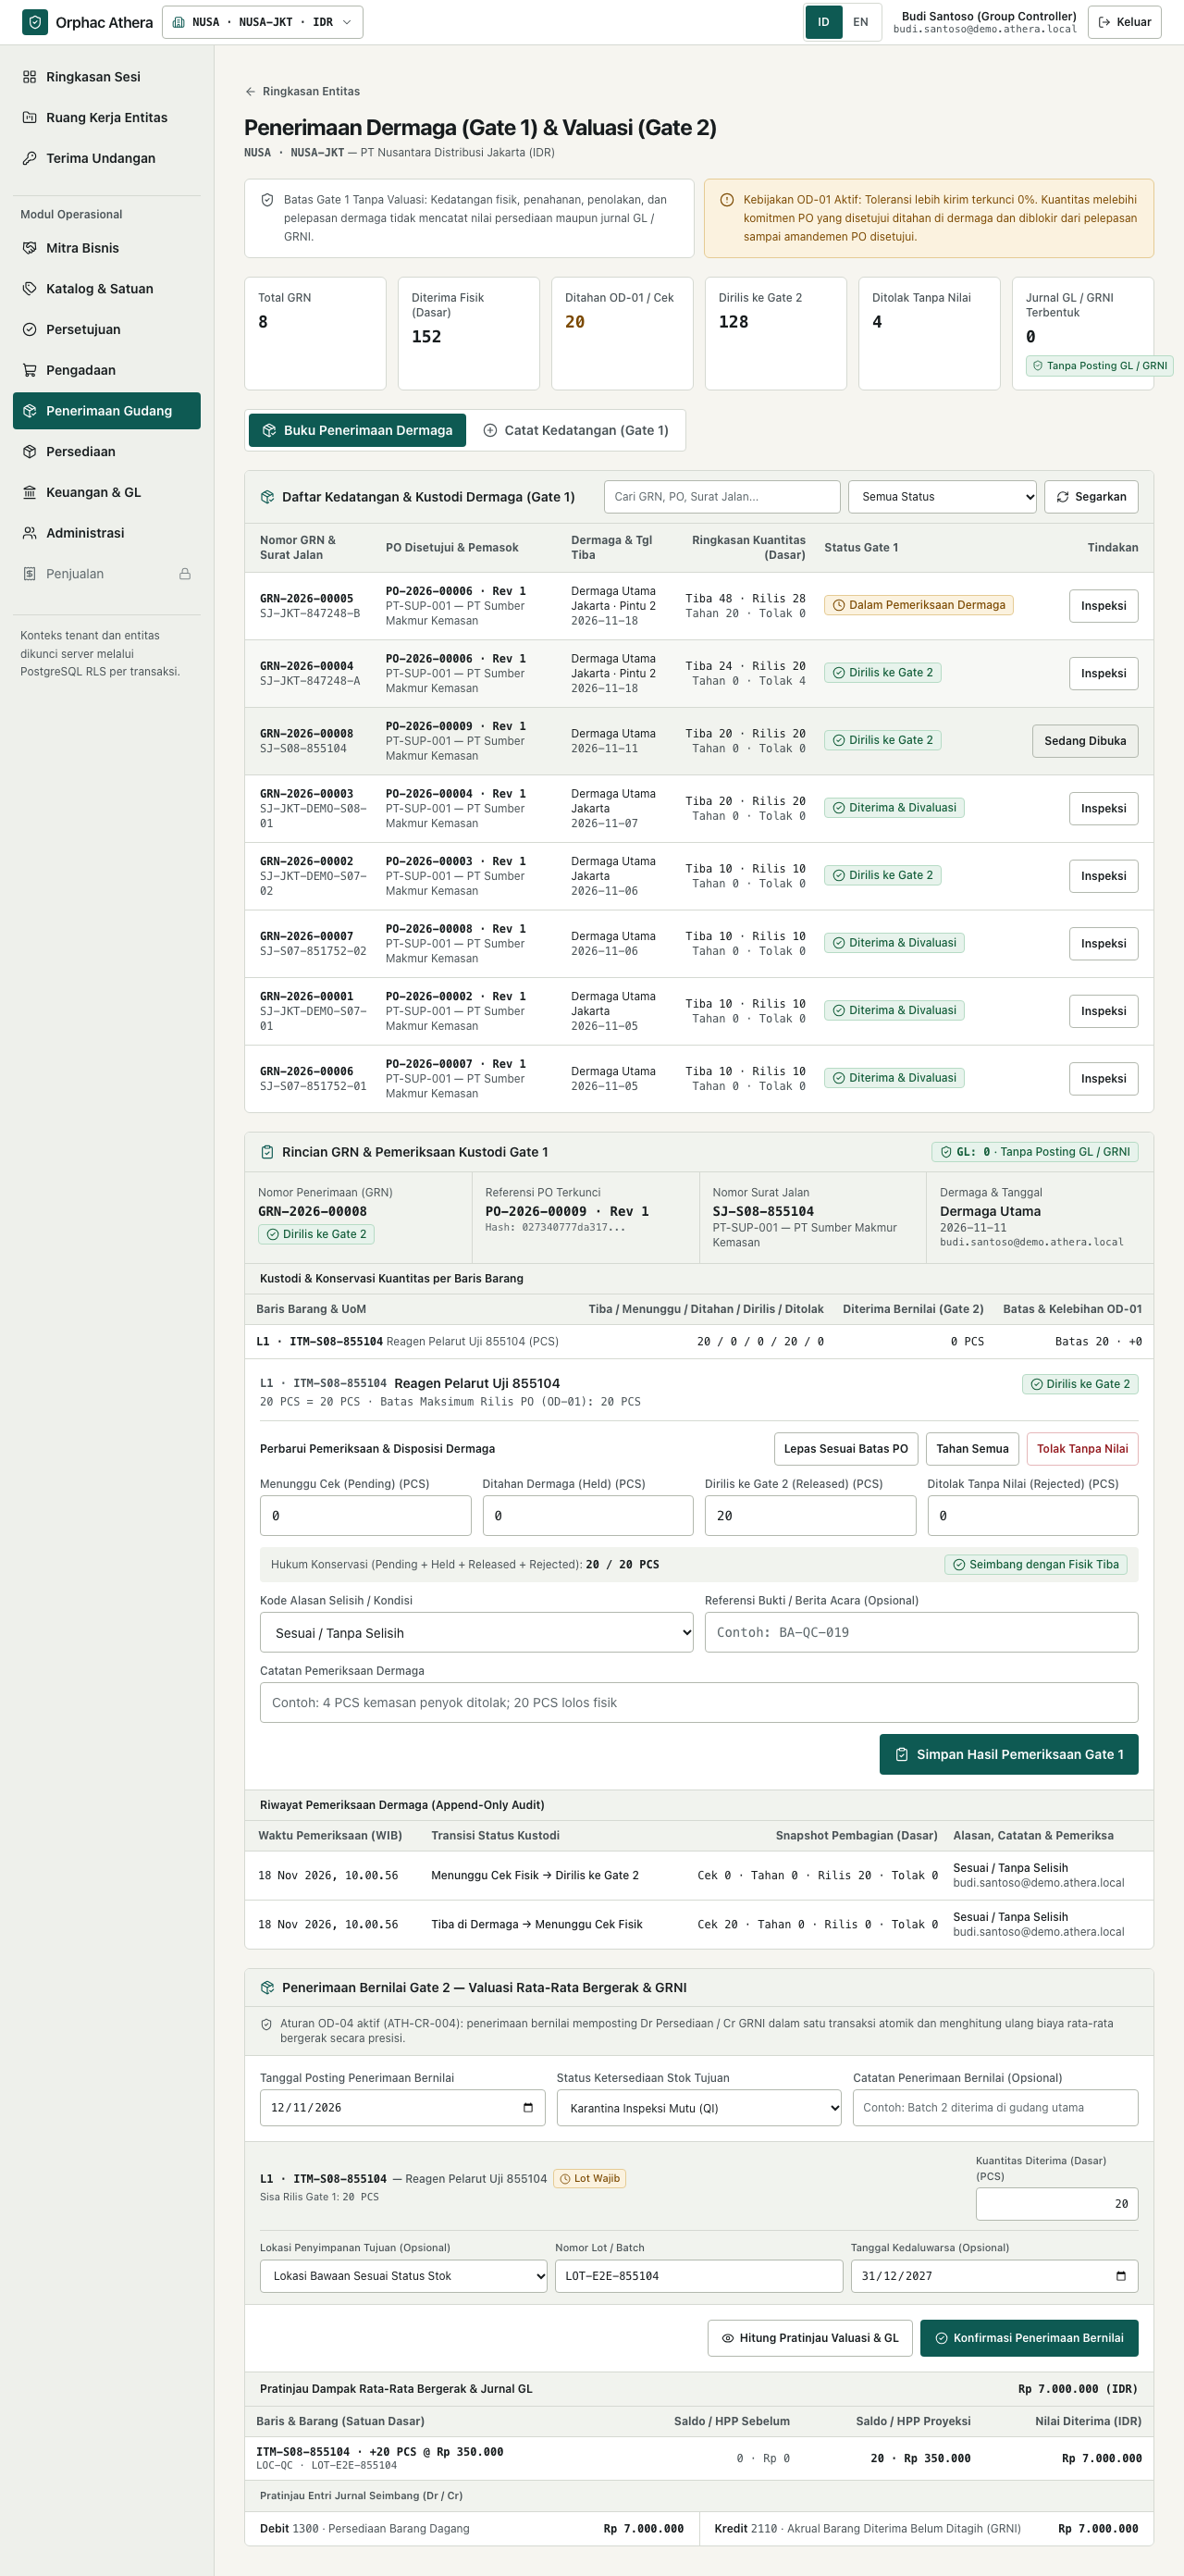 Orphac Athera
NUSA · NUSA-JKT · IDR
ID
EN
Budi Santoso (Group Controller)
budi.santoso@demo.athera.local
Keluar
Ringkasan Sesi
Ruang Kerja Entitas
Terima Undangan
Modul Operasional
Mitra Bisnis
Katalog & Satuan
Persetujuan
Pengadaan
Penerimaan Gudang
Persediaan
Keuangan & GL
Administrasi
Penjualan
Konteks tenant dan entitas
dikunci server melalui
PostgreSQL RLS per transaksi.
Ringkasan Entitas
Penerimaan Dermaga (Gate 1) & Valuasi (Gate 2)
NUSA · NUSA-JKT — PT Nusantara Distribusi Jakarta (IDR)
Batas Gate 1 Tanpa Valuasi: Kedatangan fisik, penahanan, penolakan, dan
pelepasan dermaga tidak mencatat nilai persediaan maupun jurnal GL /
GRNI.
Kebijakan OD-01 Aktif: Toleransi lebih kirim terkunci 0%. Kuantitas melebihi
komitmen PO yang disetujui ditahan di dermaga dan diblokir dari pelepasan
sampai amandemen PO disetujui.
Total GRN
8
Diterima Fisik
(Dasar)
152
Ditahan OD-01 / Cek
20
Dirilis ke Gate 2
128
Ditolak Tanpa Nilai
4
Jurnal GL / GRNI
Terbentuk
0
Tanpa Posting GL / GRNI
Buku Penerimaan Dermaga
Catat Kedatangan (Gate 1)
Daftar Kedatangan & Kustodi Dermaga (Gate 1)
Cari GRN, PO, Surat Jalan...
Semua Status
Segarkan
Nomor GRN &
Surat Jalan
PO Disetujui & Pemasok
Dermaga & Tgl
Tiba
Ringkasan Kuantitas
(Dasar)
Status Gate 1
Tindakan
GRN-2026-00005
SJ-JKT-847248-B
PO-2026-00006 · Rev 1
PT-SUP-001 — PT Sumber
Makmur Kemasan
Dermaga Utama
Jakarta · Pintu 2
2026-11-18
Tiba 48 · Rilis 28
Tahan 20 · Tolak 0
Dalam Pemeriksaan Dermaga
Inspeksi
GRN-2026-00004
SJ-JKT-847248-A
PO-2026-00006 · Rev 1
PT-SUP-001 — PT Sumber
Makmur Kemasan
Dermaga Utama
Jakarta · Pintu 2
2026-11-18
Tiba 24 · Rilis 20
Tahan 0 · Tolak 4
Dirilis ke Gate 2
Inspeksi
GRN-2026-00008
SJ-S08-855104
PO-2026-00009 · Rev 1
PT-SUP-001 — PT Sumber
Makmur Kemasan
Dermaga Utama
2026-11-11
Tiba 20 · Rilis 20
Tahan 0 · Tolak 0
Dirilis ke Gate 2
Sedang Dibuka
GRN-2026-00003
SJ-JKT-DEMO-S08-
01
PO-2026-00004 · Rev 1
PT-SUP-001 — PT Sumber
Makmur Kemasan
Dermaga Utama
Jakarta
2026-11-07
Tiba 20 · Rilis 20
Tahan 0 · Tolak 0
Diterima & Divaluasi
Inspeksi
GRN-2026-00002
SJ-JKT-DEMO-S07-
02
PO-2026-00003 · Rev 1
PT-SUP-001 — PT Sumber
Makmur Kemasan
Dermaga Utama
Jakarta
2026-11-06
Tiba 10 · Rilis 10
Tahan 0 · Tolak 0
Dirilis ke Gate 2
Inspeksi
GRN-2026-00007
SJ-S07-851752-02
PO-2026-00008 · Rev 1
PT-SUP-001 — PT Sumber
Makmur Kemasan
Dermaga Utama
2026-11-06
Tiba 10 · Rilis 10
Tahan 0 · Tolak 0
Diterima & Divaluasi
Inspeksi
GRN-2026-00001
SJ-JKT-DEMO-S07-
01
PO-2026-00002 · Rev 1
PT-SUP-001 — PT Sumber
Makmur Kemasan
Dermaga Utama
Jakarta
2026-11-05
Tiba 10 · Rilis 10
Tahan 0 · Tolak 0
Diterima & Divaluasi
Inspeksi
GRN-2026-00006
SJ-S07-851752-01
PO-2026-00007 · Rev 1
PT-SUP-001 — PT Sumber
Makmur Kemasan
Dermaga Utama
2026-11-05
Tiba 10 · Rilis 10
Tahan 0 · Tolak 0
Diterima & Divaluasi
Inspeksi
Rincian GRN & Pemeriksaan Kustodi Gate 1
GL: 0 · Tanpa Posting GL / GRNI
Nomor Penerimaan (GRN)
GRN-2026-00008
Dirilis ke Gate 2
Referensi PO Terkunci
PO-2026-00009 · Rev 1
Hash: 027340777da317...
Nomor Surat Jalan
SJ-S08-855104
PT-SUP-001 — PT Sumber Makmur
Kemasan
Dermaga & Tanggal
Dermaga Utama
2026-11-11
budi.santoso@demo.athera.local
Kustodi & Konservasi Kuantitas per Baris Barang
Baris Barang & UoM
Tiba / Menunggu / Ditahan / Dirilis / Ditolak
Diterima Bernilai (Gate 2)
Batas & Kelebihan OD-01
L1 · ITM-S08-855104 Reagen Pelarut Uji 855104 (PCS)
20 / 0 / 0 / 20 / 0
0 PCS
Batas 20 · +0
L1 · ITM-S08-855104 Reagen Pelarut Uji 855104
20 PCS = 20 PCS · Batas Maksimum Rilis PO (OD-01): 20 PCS
Dirilis ke Gate 2
Perbarui Pemeriksaan & Disposisi Dermaga
Lepas Sesuai Batas PO
Tahan Semua
Tolak Tanpa Nilai
Menunggu Cek (Pending) (PCS)
0
Ditahan Dermaga (Held) (PCS)
0
Dirilis ke Gate 2 (Released) (PCS)
20
Ditolak Tanpa Nilai (Rejected) (PCS)
0
Hukum Konservasi (Pending + Held + Released + Rejected): 20 / 20 PCS
Seimbang dengan Fisik Tiba
Kode Alasan Selisih / Kondisi
Sesuai / Tanpa Selisih
Referensi Bukti / Berita Acara (Opsional)
Contoh: BA-QC-019
Catatan Pemeriksaan Dermaga
Contoh: 4 PCS kemasan penyok ditolak; 20 PCS lolos fisik
Simpan Hasil Pemeriksaan Gate 1
Riwayat Pemeriksaan Dermaga (Append-Only Audit)
Waktu Pemeriksaan (WIB)
Transisi Status Kustodi
Snapshot Pembagian (Dasar)
Alasan, Catatan & Pemeriksa
18 Nov 2026, 10.00.56
Menunggu Cek Fisik → Dirilis ke Gate 2
Cek 0 · Tahan 0 · Rilis 20 · Tolak 0
Sesuai / Tanpa Selisih
budi.santoso@demo.athera.local
18 Nov 2026, 10.00.56
Tiba di Dermaga → Menunggu Cek Fisik
Cek 20 · Tahan 0 · Rilis 0 · Tolak 0
Sesuai / Tanpa Selisih
budi.santoso@demo.athera.local
Penerimaan Bernilai Gate 2 — Valuasi Rata-Rata Bergerak & GRNI
Aturan OD-04 aktif (ATH-CR-004): penerimaan bernilai memposting Dr Persediaan / Cr GRNI dalam satu transaksi atomik dan menghitung ulang biaya rata-rata
bergerak secara presisi.
Tanggal Posting Penerimaan Bernilai
12/11/2026
Status Ketersediaan Stok Tujuan
Karantina Inspeksi Mutu (QI)
Catatan Penerimaan Bernilai (Opsional)
Contoh: Batch 2 diterima di gudang utama
L1 · ITM-S08-855104 — Reagen Pelarut Uji 855104
Lot Wajib
Sisa Rilis Gate 1: 20 PCS
Kuantitas Diterima (Dasar)
(PCS)
20
Lokasi Penyimpanan Tujuan (Opsional)
Lokasi Bawaan Sesuai Status Stok
Nomor Lot / Batch
LOT-E2E-855104
Tanggal Kedaluwarsa (Opsional)
31/12/2027
Hitung Pratinjau Valuasi & GL
Konfirmasi Penerimaan Bernilai
Pratinjau Dampak Rata-Rata Bergerak & Jurnal GL
Rp 7.000.000 (IDR)
Baris & Barang (Satuan Dasar)
Saldo / HPP Sebelum
Saldo / HPP Proyeksi
Nilai Diterima (IDR)
ITM-S08-855104 · +20 PCS @ Rp 350.000
LOC-QC · LOT-E2E-855104
0 · Rp 0
20 · Rp 350.000
Rp 7.000.000
Pratinjau Entri Jurnal Seimbang (Dr / Cr)
Debit 1300 · Persediaan Barang Dagang
Rp 7.000.000
Kredit 2110 · Akrual Barang Diterima Belum Ditagih (GRNI)
Rp 7.000.000